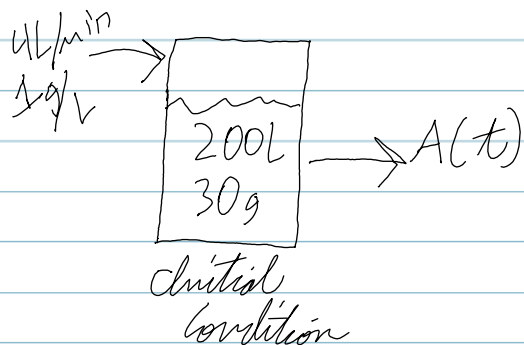 4L/min
1g/L
200L
30g
A(t)
Initial
Condition